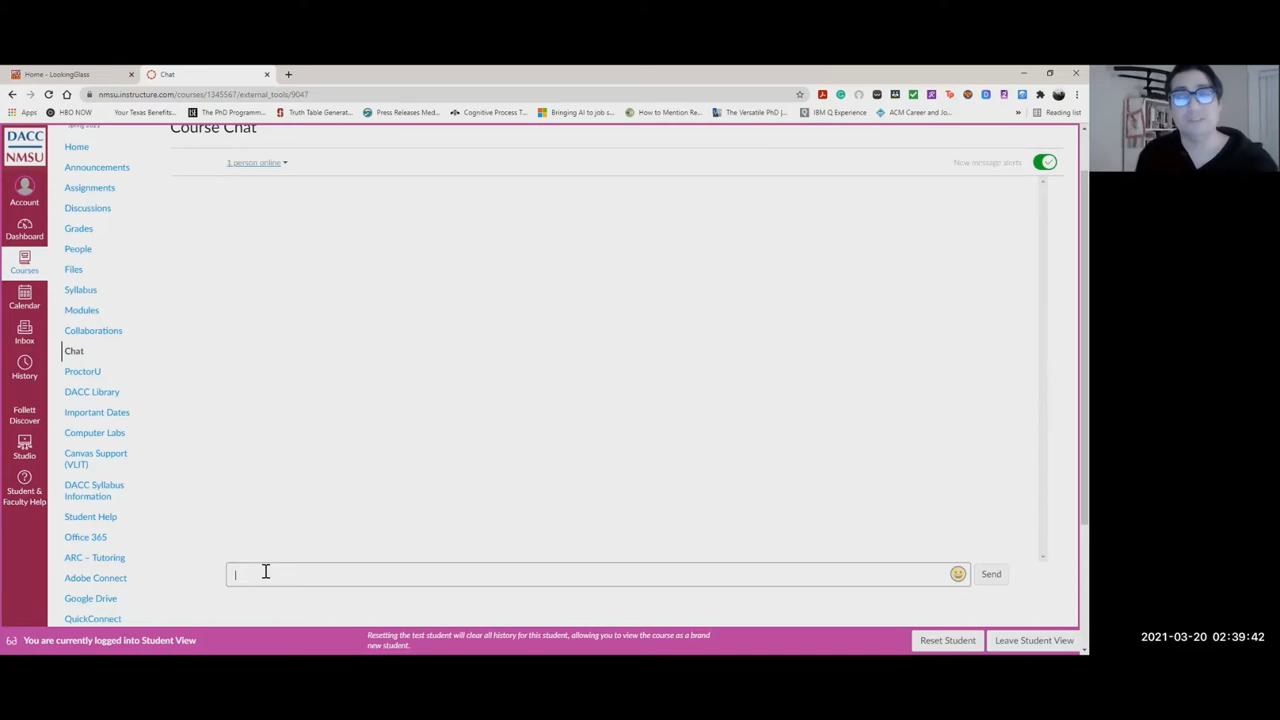 Home - LookingGlass
Chat
nmsu.instructure.com/courses/1345567/external_tools/9047
Apps
HBO NOW
Your Texas Benefits...
The PhD Programm...
Truth Table Generat...
Press Releases Med...
Cognitive Process T...
Bringing AI to job s...
How to Mention Re...
The Versatile PhD |...
IBM Q Experience
ACM Career and Jo...
»
Reading list
DACC
NMSU
Account
Dashboard
Courses
Calendar
Inbox
History
Follett
Discover
Studio
Student &
Faculty Help
Spring 2021
Home
Announcements
Assignments
Discussions
Grades
People
Files
Syllabus
Modules
Collaborations
Chat
ProctorU
DACC Library
Important Dates
Computer Labs
Canvas Support
(VLIT)
DACC Syllabus
Information
Student Help
Office 365
ARC – Tutoring
Adobe Connect
Google Drive
QuickConnect
Course Chat
1 person online
New message alerts
Send
You are currently logged into Student View
Resetting the test student will clear all history for this student, allowing you to view the course as a brand
new student.
Reset Student
Leave Student View
2021-03-20 02:39:42